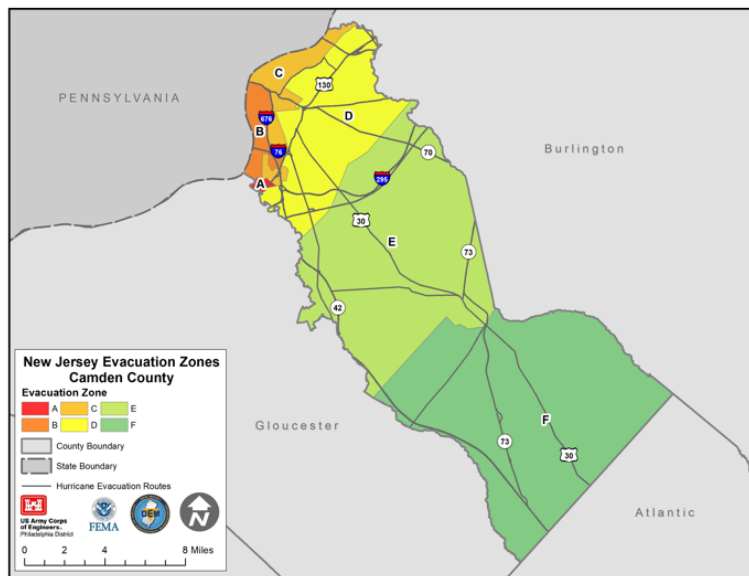 C
130
PENNSYLVANIA
676
B
D
76
Burlington
70
A
295
30
E
73
42
New Jersey Evacuation Zones
Camden County
Evacuation Zone
A C E
B D F
County Boundary
State Boundary
Hurricane Evacuation Routes
US Army Corps
of Engineers®
Philadelphia District
FEMA
OEM
N
0 2 4 8 Miles
Gloucester
F
73
30
Atlantic